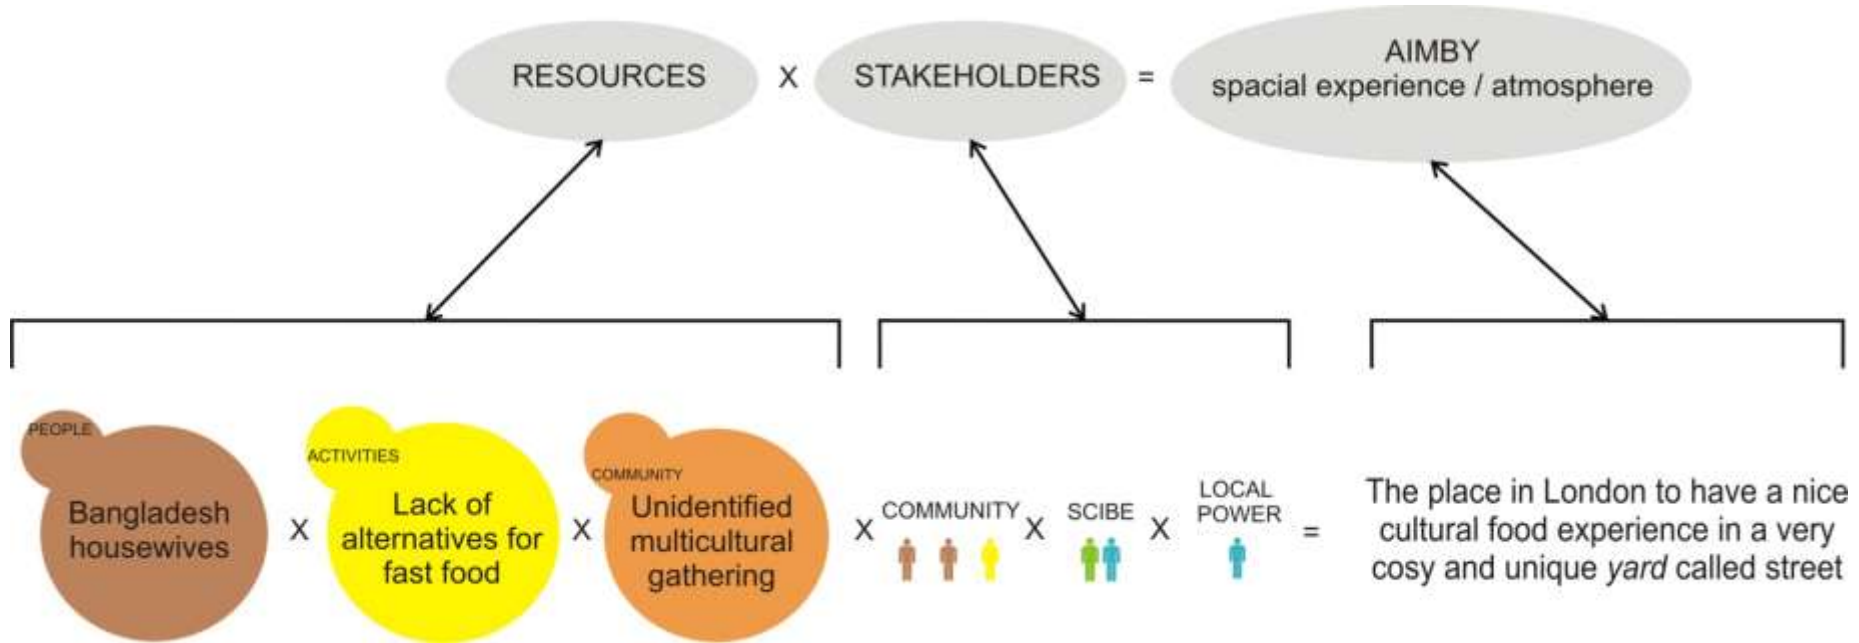 RESOURCES X STAKEHOLDERS = AIMBY
spacial experience / atmosphere
PEOPLE
Bangladesh
housewives
X
ACTIVITIES
Lack of
alternatives for
fast food
X
COMMUNITY
Unidentified
multicultural
gathering
X
COMMUNITY
X
SCIBE
X
LOCAL
POWER
=
The place in London to have a nice
cultural food experience in a very
cosy and unique yard called street